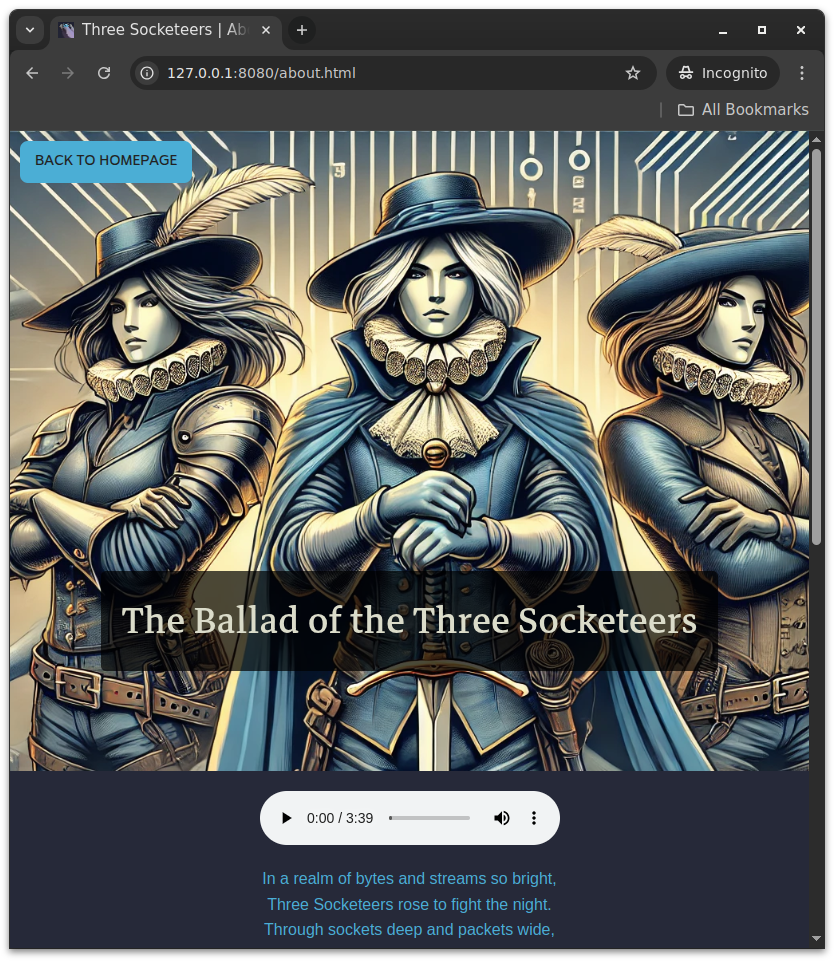 Three Socketeers | Abo
127.0.0.1:8080/about.html
Incognito
All Bookmarks
BACK TO HOMEPAGE
The Ballad of the Three Socketeers
0:00 / 3:39
In a realm of bytes and streams so bright,
Three Socketeers rose to fight the night.
Through sockets deep and packets wide,